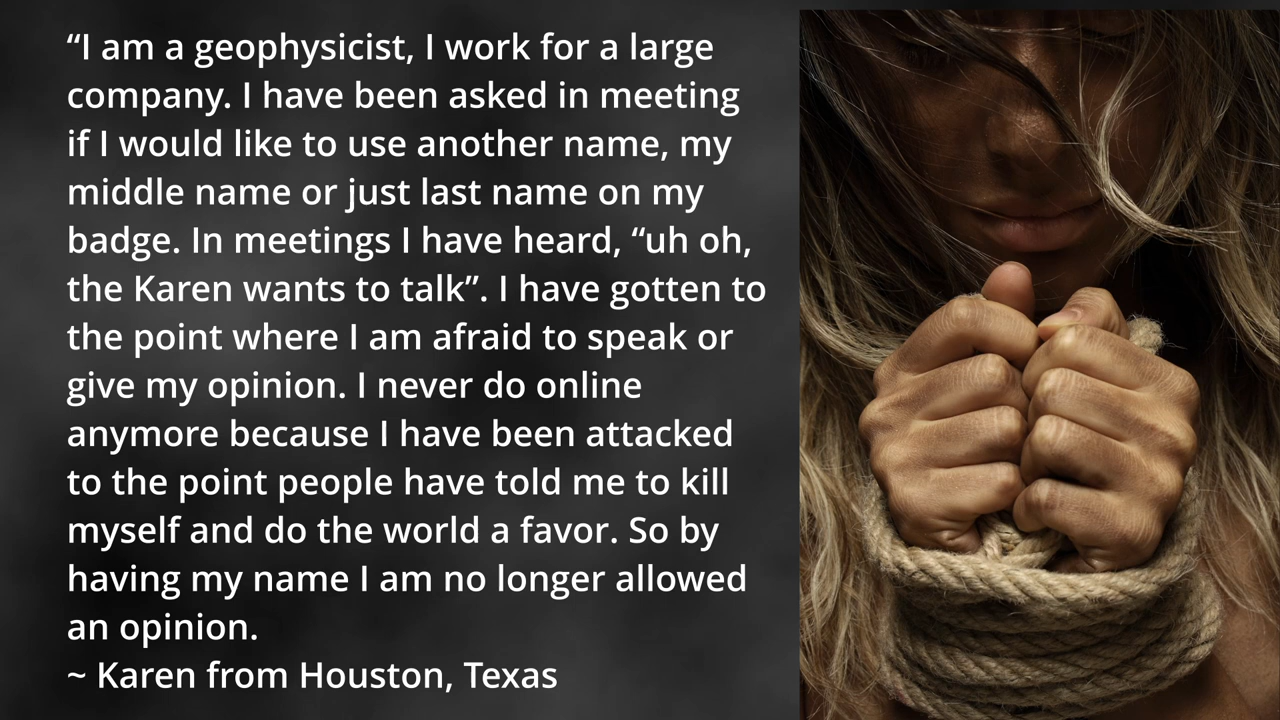 “I am a geophysicist, I work for a large
company. I have been asked in meeting
if I would like to use another name, my
middle name or just last name on my
badge. In meetings I have heard, “uh oh,
the Karen wants to talk”. I have gotten to
the point where I am afraid to speak or
give my opinion. I never do online
anymore because I have been attacked
to the point people have told me to kill
myself and do the world a favor. So by
having my name I am no longer allowed
an opinion.
~ Karen from Houston, Texas